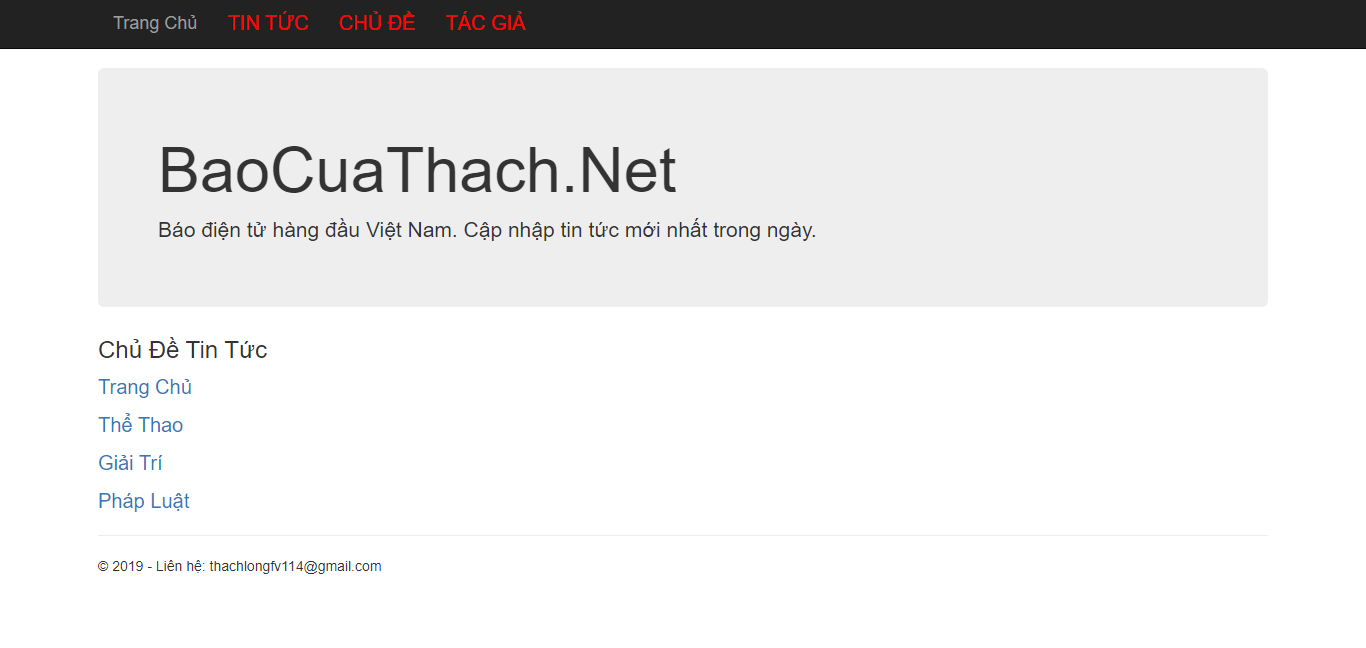 Trang Chủ TIN TỨC CHỦ ĐỀ TÁC GIẢ
BaoCuaThach.Net
Báo điện tử hàng đầu Việt Nam. Cập nhập tin tức mới nhất trong ngày.
Chủ Đề Tin Tức
Trang Chủ
Thể Thao
Giải Trí
Pháp Luật
© 2019 - Liên hệ: thachlongfv114@gmail.com